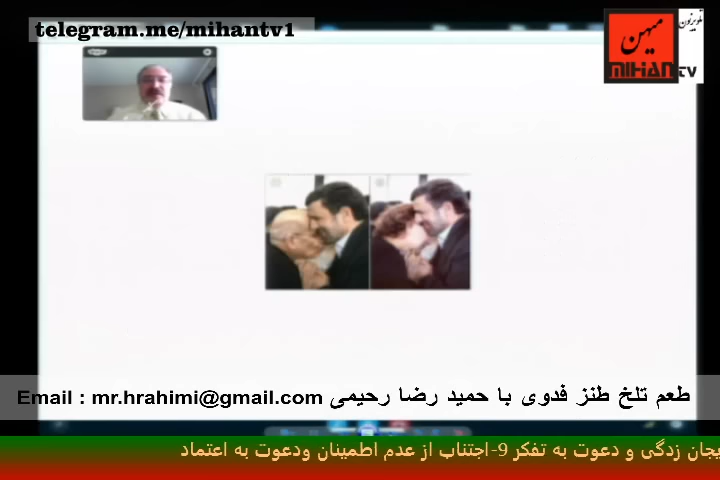 telegram.me/mihantv1
تلویزیون
میهن
MIHAN TV
طعم تلخ طنز فدوی با حمید رضا رحیمی Email : mr.hrahimi@gmail.com
یجان زدگی و دعوت به تفکر 9-اجتناب از عدم اطمینان ودعوت به اعتماد